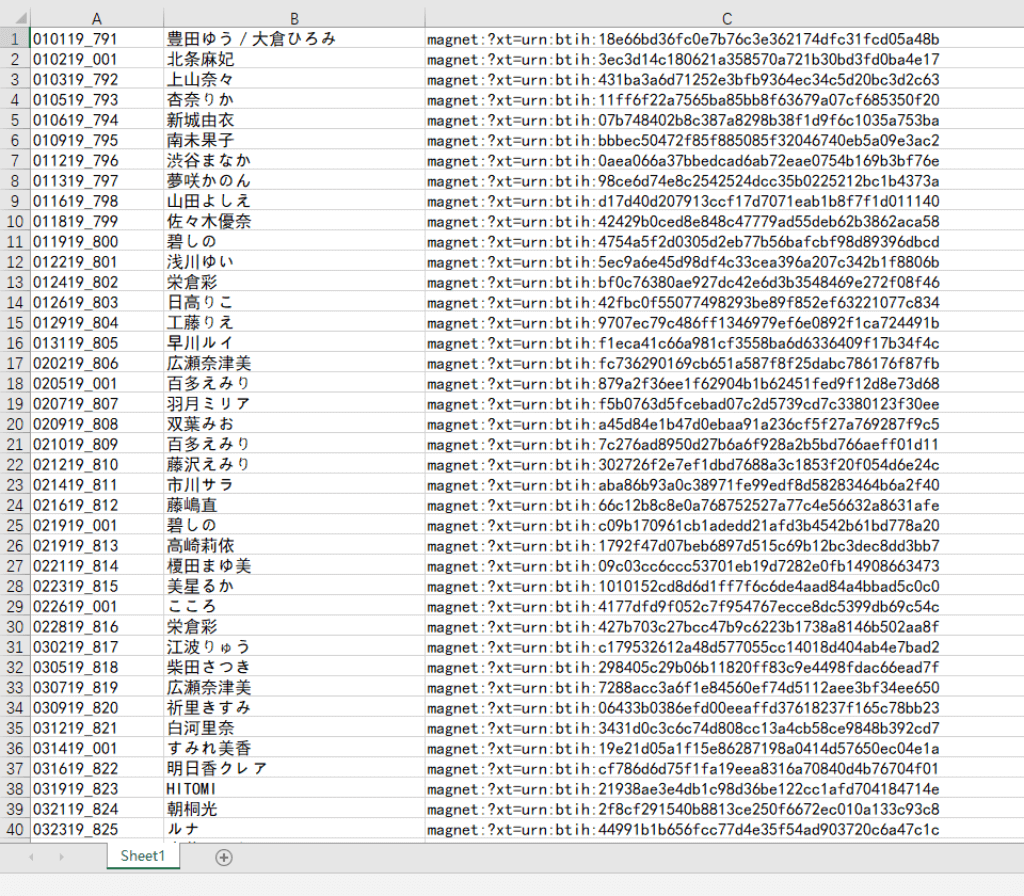 A B C
1 010119_791 豊田ゆう / 大倉ひろみ magnet:?xt=urn:btih:18e66bd36fc0e7b76c3e362174dfc31fcd05a48b
2 010219_001 北条麻妃 magnet:?xt=urn:btih:3ec3d14c180621a358570a721b30bd3fd0ba4e17
3 010319_792 上山奈々 magnet:?xt=urn:btih:431ba3a6d71252e3bfb9364ec34c5d20bc3d2c63
4 010519_793 杏奈りか magnet:?xt=urn:btih:11ff6f22a7565ba85bb8f63679a07cf685350f20
5 010619_794 新城由衣 magnet:?xt=urn:btih:07b748402b8c387a8298b38f1d9f6c1035a753ba
6 010919_795 南未果子 magnet:?xt=urn:btih:bbbec50472f85f885085f32046740eb5a09e3ac2
7 011219_796 渋谷まなか magnet:?xt=urn:btih:0aea066a37bbedcad6ab72eae0754b169b3bf76e
8 011319_797 夢咲かのん magnet:?xt=urn:btih:98ce6d74e8c2542524dcc35b0225212bc1b4373a
9 011619_798 山田よしえ magnet:?xt=urn:btih:d17d40d207913ccf17d7071eab1b8f7f1d011140
10 011819_799 佐々木優奈 magnet:?xt=urn:btih:42429b0ced8e848c47779ad55deb62b3862aca58
11 011919_800 碧しの magnet:?xt=urn:btih:4754a5f2d0305d2eb77b56bafcbf98d89396dbcd
12 012219_801 浅川ゆい magnet:?xt=urn:btih:5ec9a6e45d98df4c33cea396a207c342b1f8806b
13 012419_802 栄倉彩 magnet:?xt=urn:btih:bf0c76380ae927dc42e6d3b3548469e272f08f46
14 012619_803 日高りこ magnet:?xt=urn:btih:42fbc0f55077498293be89f852ef63221077c834
15 012919_804 工藤りえ magnet:?xt=urn:btih:9707ec79c486ff1346979ef6e0892f1ca724491b
16 013119_805 早川ルイ magnet:?xt=urn:btih:f1eca41c66a981cf3558ba6d6336409f17b34f4c
17 020219_806 広瀬奈津美 magnet:?xt=urn:btih:fc736290169cb651a587f8f25dabc786176f87fb
18 020519_001 百多えみり magnet:?xt=urn:btih:879a2f36ee1f62904b1b62451fed9f12d8e73d68
19 020719_807 羽月ミリア magnet:?xt=urn:btih:f5b0763d5fcebad07c2d5739cd7c3380123f30ee
20 020919_808 双葉みお magnet:?xt=urn:btih:a45d84e1b47d0ebaa91a236cf5f27a769287f9c5
21 021019_809 百多えみり magnet:?xt=urn:btih:7c276ad8950d27b6a6f928a2b5bd766aeff01d11
22 021219_810 藤沢えみり magnet:?xt=urn:btih:302726f2e7ef1dbd7688a3c1853f20f054d6e24c
23 021419_811 市川サラ magnet:?xt=urn:btih:aba86b93a0c38971fe99edf8d58283464b6a2f40
24 021619_812 藤嶋直 magnet:?xt=urn:btih:66c12b8c8e0a768752527a77c4e56632a8631afe
25 021919_001 碧しの magnet:?xt=urn:btih:c09b170961cb1adedd21afd3b4542b61bd778a20
26 021919_813 高崎莉依 magnet:?xt=urn:btih:1792f47d07beb6897d515c69b12bc3dec8dd3bb7
27 022119_814 榎田まゆ美 magnet:?xt=urn:btih:09c03cc6ccc53701eb19d7282e0fb14908663473
28 022319_815 美星るか magnet:?xt=urn:btih:1010152cd8d6d1ff7f6c6de4aad84a4bbad5c0c0
29 022619_001 こころ magnet:?xt=urn:btih:4177dfd9f052c7f954767ecce8dc5399db69c54c
30 022819_816 栄倉彩 magnet:?xt=urn:btih:427b703c27bcc47b9c6223b1738a8146b502aa8f
31 030219_817 江波りゅう magnet:?xt=urn:btih:c179532612a48d577055cc14018d404ab4e7bad2
32 030519_818 柴田さつき magnet:?xt=urn:btih:298405c29b06b11820ff83c9e4498fdac66ead7f
33 030719_819 広瀬奈津美 magnet:?xt=urn:btih:7288acc3a6f1e84560ef74d5112aee3bf34ee650
34 030919_820 祈里きすみ magnet:?xt=urn:btih:06433b0386efd00eeaffd37618237f165c78bb23
35 031219_821 白河里奈 magnet:?xt=urn:btih:3431d0c3c6c74d808cc13a4cb58ce9848b392cd7
36 031419_001 すみれ美香 magnet:?xt=urn:btih:19e21d05a1f15e86287198a0414d57650ec04e1a
37 031619_822 明日香クレア magnet:?xt=urn:btih:cf786d6d75f1fa19eea8316a70840d4b76704f01
38 031919_823 HITOMI magnet:?xt=urn:btih:21938ae3e4db1c98d36be122cc1afd704184714e
39 032119_824 朝桐光 magnet:?xt=urn:btih:2f8cf291540b8813ce250f6672ec010a133c93c8
40 032319_825 ルナ magnet:?xt=urn:btih:44991b1b656fcc77d4e35f54ad903720c6a47c1c
Sheet1